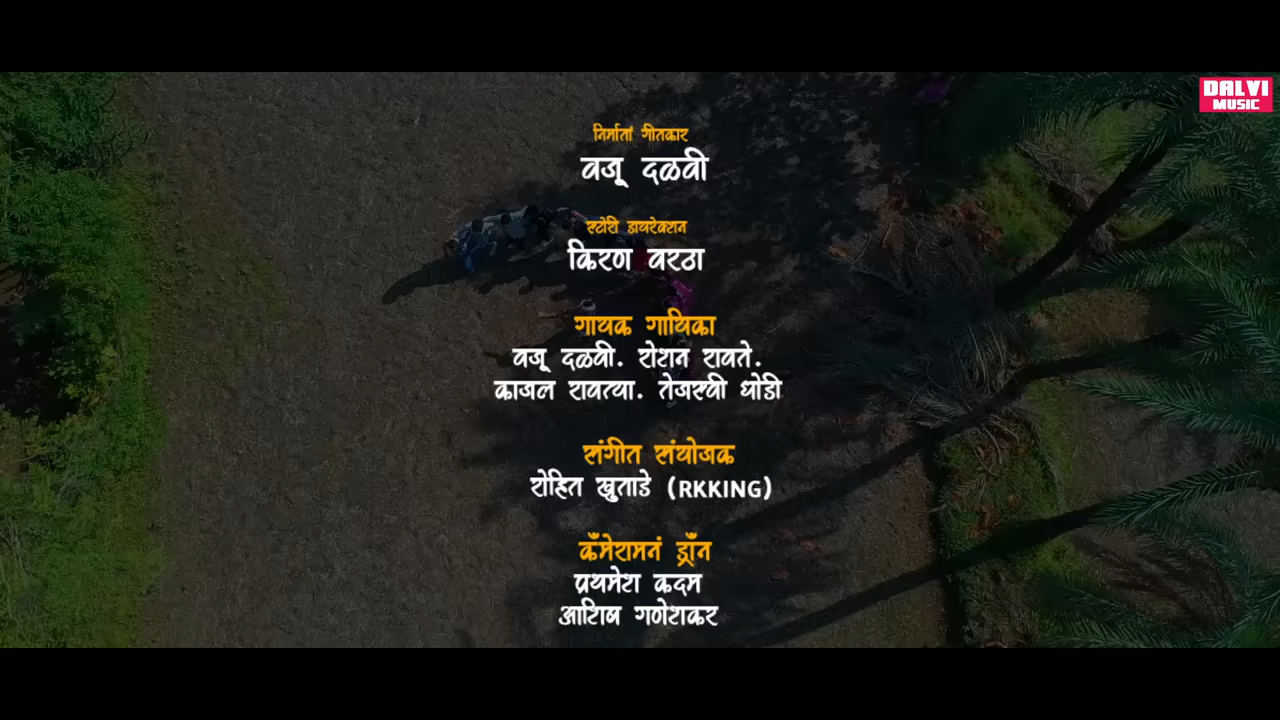 DALVI
MUSIC
निर्माता गीतकार
वजू दळवी
स्टोरी डायरेक्शन
किरण वरठा
गायक गायिका
वजू दळवी. रोशन रावते.
काजल रावत्या. तेजस्वी धोडी
संगीत संयोजक
रोहित खुताडे (RKKING)
कँमेरामनं ड्राँन
प्रथमेश कदम
आशिष गणेशकर